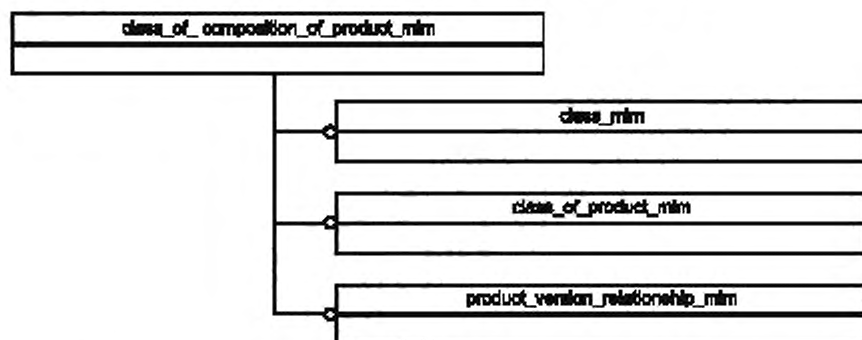 class_of_ composition_of_product_mim
class_mim
class_of_product_mim
product_version_relationship_mim